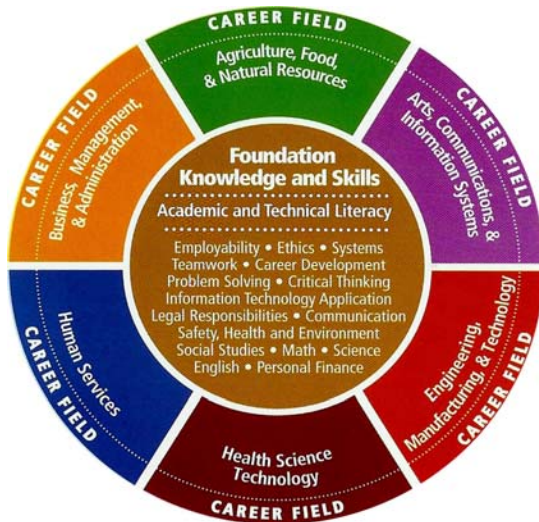 CAREER FIELD
Agriculture, Food,
& Natural Resources
CAREER FIELD
Arts, Communications, &
Information Systems
CAREER FIELD
Engineering,
Manufacturing, & Technology
CAREER FIELD
Health Science
Technology
CAREER FIELD
Human Services
CAREER FIELD
Business, Management,
& Administration
Foundation
Knowledge and Skills
Academic and Technical Literacy
Employability • Ethics • Systems
Teamwork • Career Development
Problem Solving • Critical Thinking
Information Technology Application
Legal Responsibilities • Communication
Safety, Health and Environment
Social Studies • Math • Science
English • Personal Finance